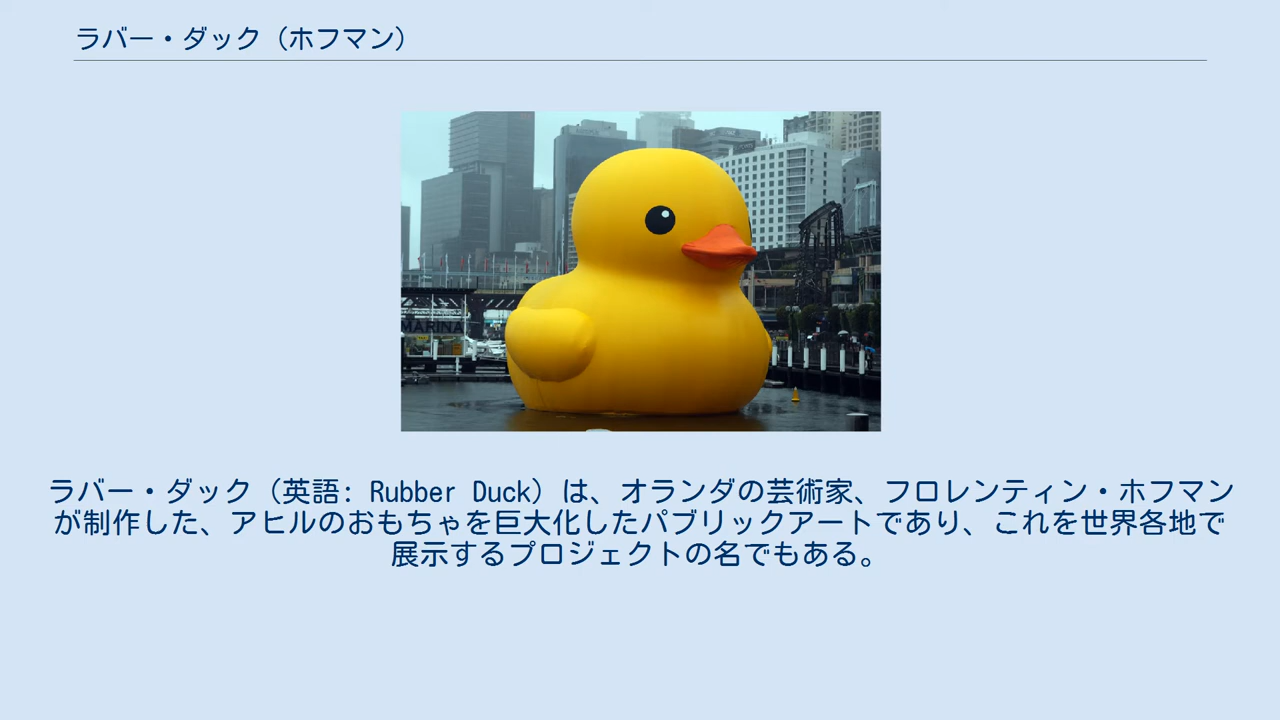 ラバー・ダック（ホフマン）
MARINA
ラバー・ダック（英語: Rubber Duck）は、オランダの芸術家、フロレンティン・ホフマン
が制作した、アヒルのおもちゃを巨大化したパブリックアートであり、これを世界各地で
展示するプロジェクトの名でもある。